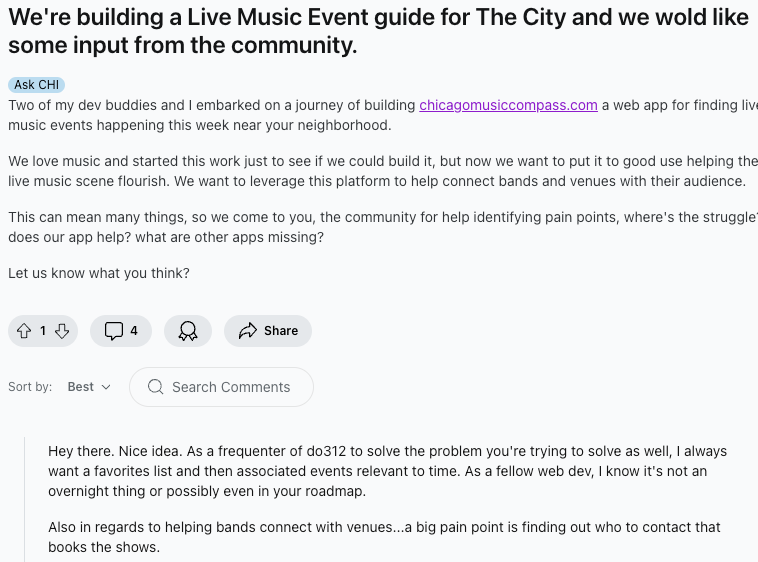 We're building a Live Music Event guide for The City and we wold like
some input from the community.
Ask CHI
Two of my dev buddies and I embarked on a journey of building chicagomusiccompass.com a web app for finding live
music events happening this week near your neighborhood.
We love music and started this work just to see if we could build it, but now we want to put it to good use helping the
live music scene flourish. We want to leverage this platform to help connect bands and venues with their audience.
This can mean many things, so we come to you, the community for help identifying pain points, where's the struggle?
does our app help? what are other apps missing?
Let us know what you think?
1
4
Share
Sort by: Best
Search Comments
Hey there. Nice idea. As a frequenter of do312 to solve the problem you're trying to solve as well, I always
want a favorites list and then associated events relevant to time. As a fellow web dev, I know it's not an
overnight thing or possibly even in your roadmap.
Also in regards to helping bands connect with venues...a big pain point is finding out who to contact that
books the shows.